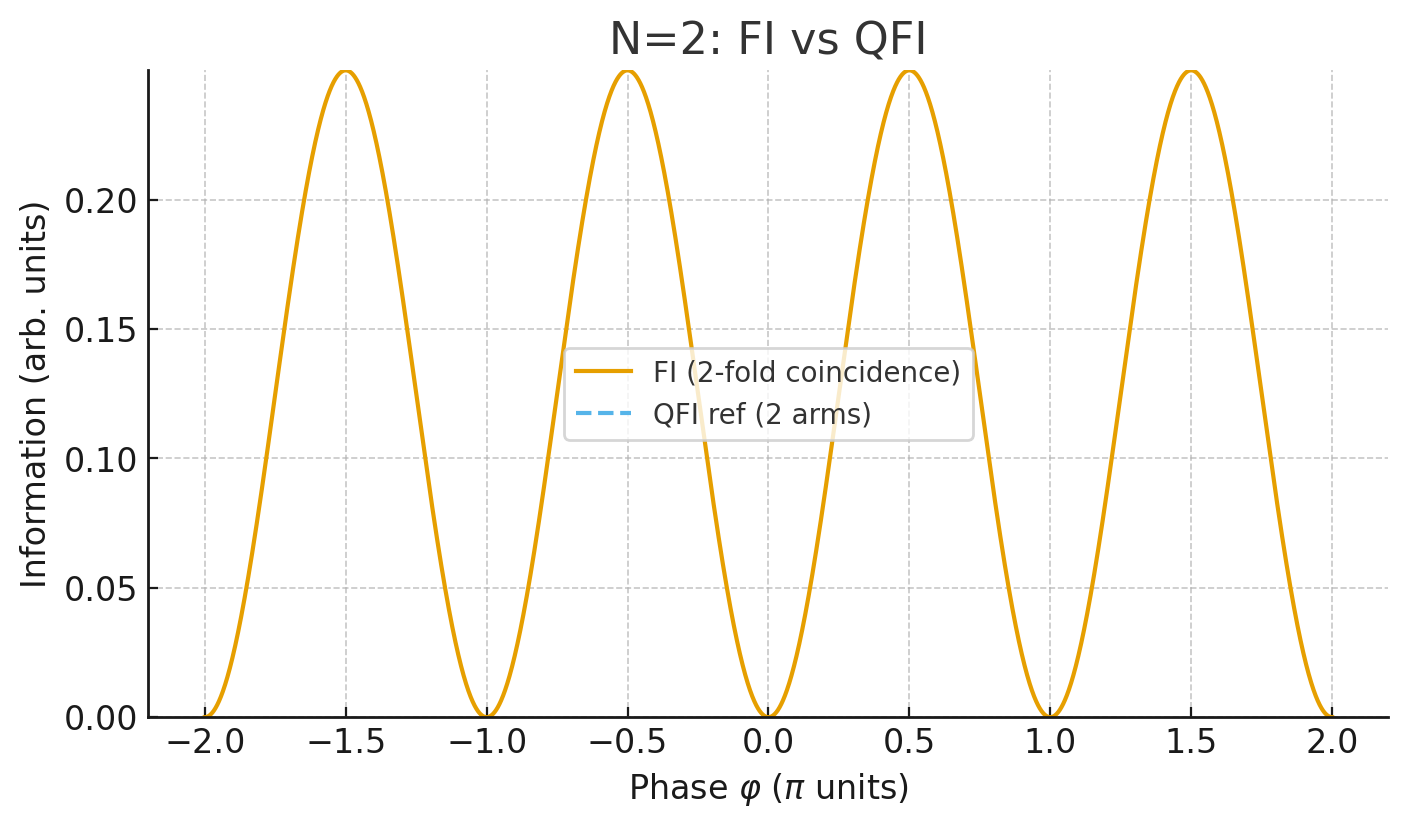 N=2: FI vs QFI
Information (arb. units)
0.20
0.15
0.10
0.05
0.00
FI (2-fold coincidence)
QFI ref (2 arms)
−2.0 −1.5 −1.0 −0.5 0.0 0.5 1.0 1.5 2.0
Phase φ (π units)